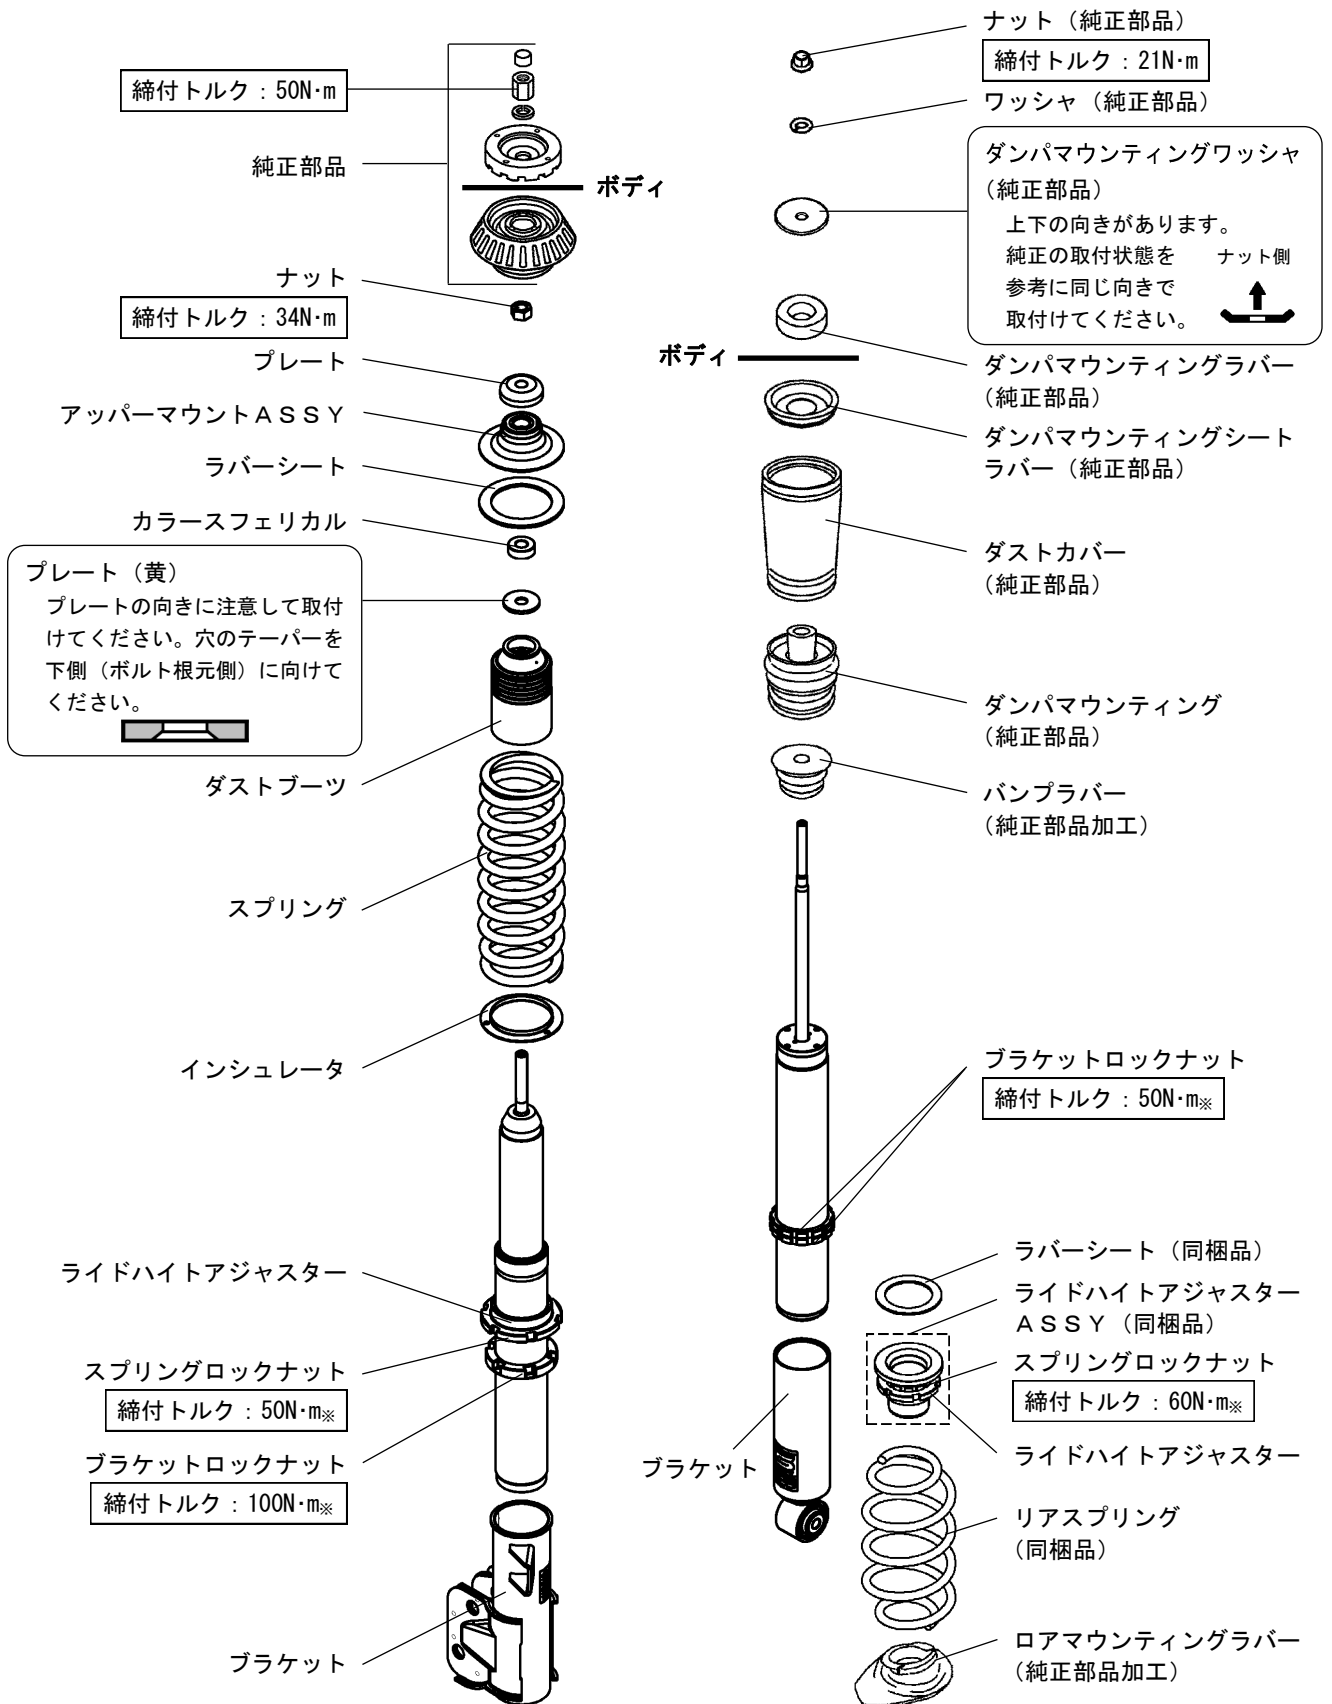 締付トルク：50N·m
純正部品
ボディ
ナット
締付トルク：34N·m
プレート
アッパーマウントＡＳＳＹ
ラバーシート
カラースフェリカル
プレート（黄）
プレートの向きに注意して取付
けてください。穴のテーパーを
下側（ボルト根元側）に向けて
ください。
ダストブーツ
スプリング
インシュレータ
ライドハイトアジャスター
スプリングロックナット
締付トルク：50N·m※
ブラケットロックナット
締付トルク：100N·m※
ブラケット
ナット（純正部品）
締付トルク：21N·m
ワッシャ（純正部品）
ダンパマウンティングワッシャ
（純正部品）
上下の向きがあります。
純正の取付状態を
参考に同じ向きで
取付けてください。
ナット側
ボディ
ダンパマウンティングラバー
（純正部品）
ダンパマウンティングシート
ラバー（純正部品）
ダストカバー
（純正部品）
ダンパマウンティング
（純正部品）
バンプラバー
（純正部品加工）
ブラケットロックナット
締付トルク：50N·m※
ラバーシート（同梱品）
ライドハイトアジャスター
ＡＳＳＹ（同梱品）
スプリングロックナット
締付トルク：60N·m※
ライドハイトアジャスター
ブラケット
リアスプリング
（同梱品）
ロアマウンティングラバー
（純正部品加工）